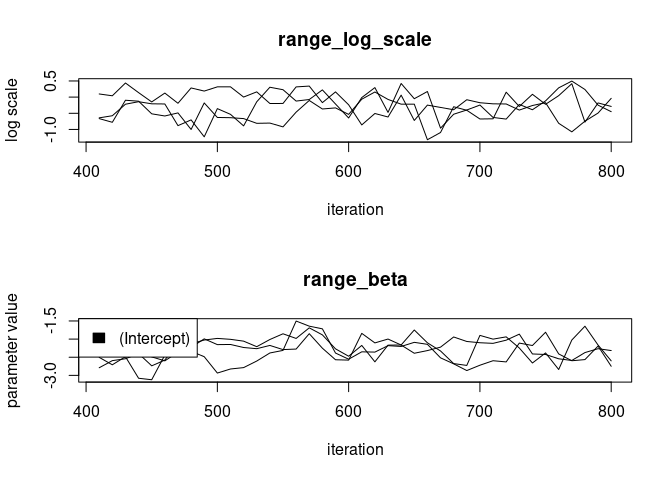 range_log_scale
log scale
0.5
-1.0
400 500 600 700 800
iteration
range_beta
parameter value
-1.5
(Intercept)
-3.0
400 500 600 700 800
iteration